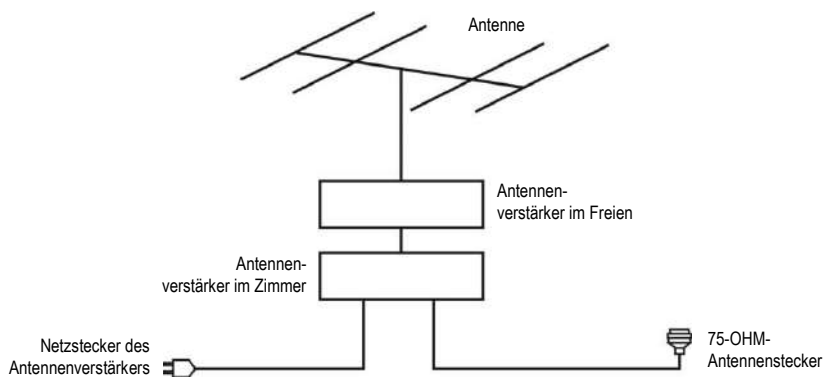 Antenne
Antennen-
verstärker im Freien
Antennen-
verstärker im Zimmer
Netzstecker des
Antennenverstärkers
75-OHM-
Antennenstecker